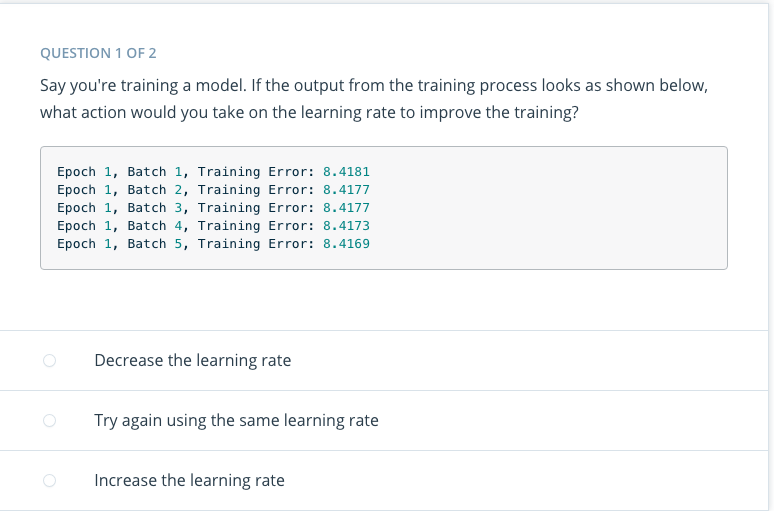 QUESTION 1 OF 2
Say you're training a model. If the output from the training process looks as shown below,
what action would you take on the learning rate to improve the training?
Epoch 1, Batch 1, Training Error: 8.4181
Epoch 1, Batch 2, Training Error: 8.4177
Epoch 1, Batch 3, Training Error: 8.4177
Epoch 1, Batch 4, Training Error: 8.4173
Epoch 1, Batch 5, Training Error: 8.4169
Decrease the learning rate
Try again using the same learning rate
Increase the learning rate